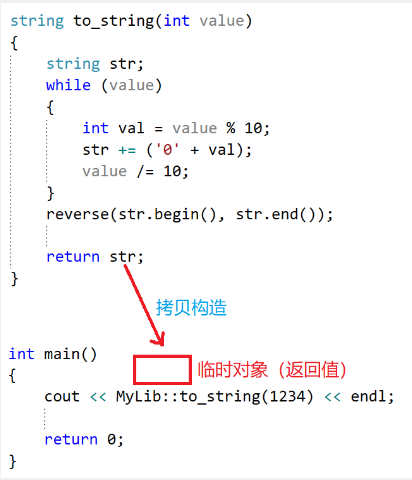 string to_string(int value)
{
    string str;
    while (value)
    {
        int val = value % 10;
        str += ('0' + val);
        value /= 10;
    }
    reverse(str.begin(), str.end());
    return str;
}
拷贝构造
int main()
临时对象（返回值）
{
    cout << MyLib::to_string(1234) << endl;
    return 0;
}